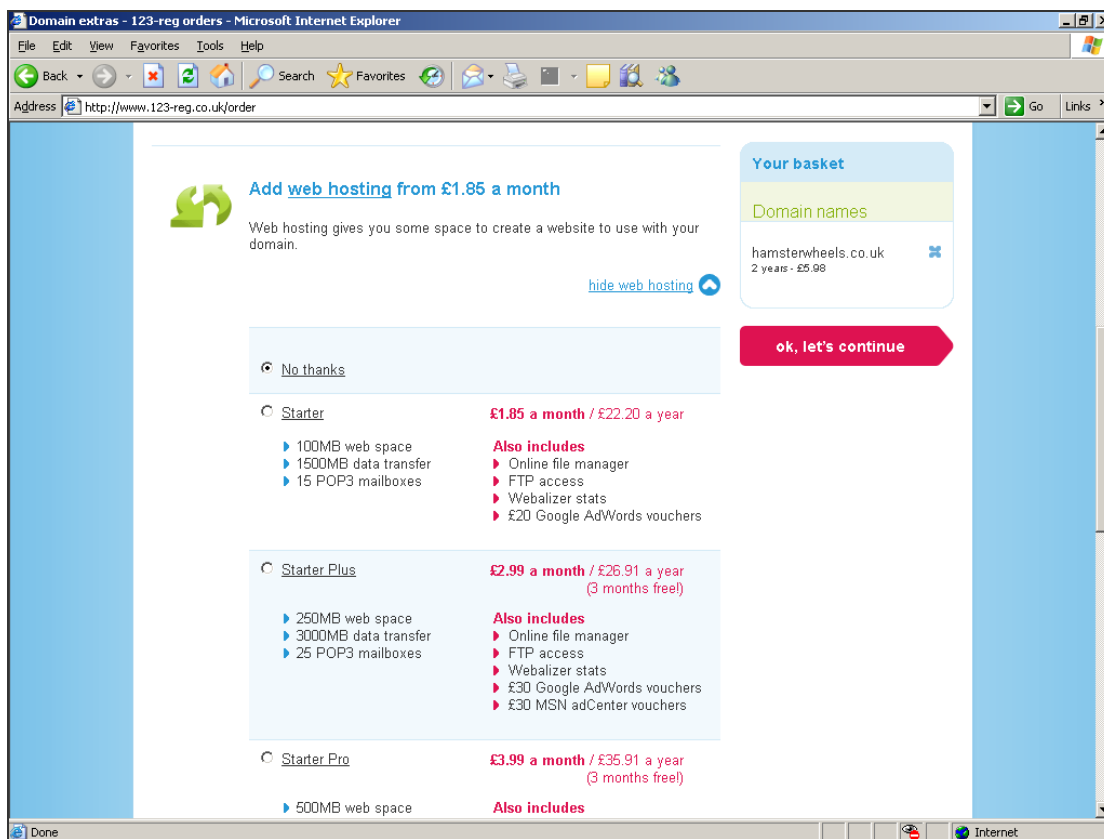 Domain extras - 123-reg orders - Microsoft Internet Explorer
File Edit View Favorites Tools Help
Back Search Favorites
Address http://www.123-reg.co.uk/order Go Links
Add web hosting from £1.85 a month
Web hosting gives you some space to create a website to use with your
domain.
hide web hosting
No thanks
Starter £1.85 a month / £22.20 a year
100MB web space
1500MB data transfer
15 POP3 mailboxes
Also includes
Online file manager
FTP access
Webalizer stats
£20 Google AdWords vouchers
Starter Plus £2.99 a month / £26.91 a year
(3 months free!)
250MB web space
3000MB data transfer
25 POP3 mailboxes
Also includes
Online file manager
FTP access
Webalizer stats
£30 Google AdWords vouchers
£30 MSN adCenter vouchers
Starter Pro £3.99 a month / £35.91 a year
(3 months free!)
500MB web space
Also includes
Your basket
Domain names
hamsterwheels.co.uk
2 years - £5.98
ok, let's continue
Done Internet